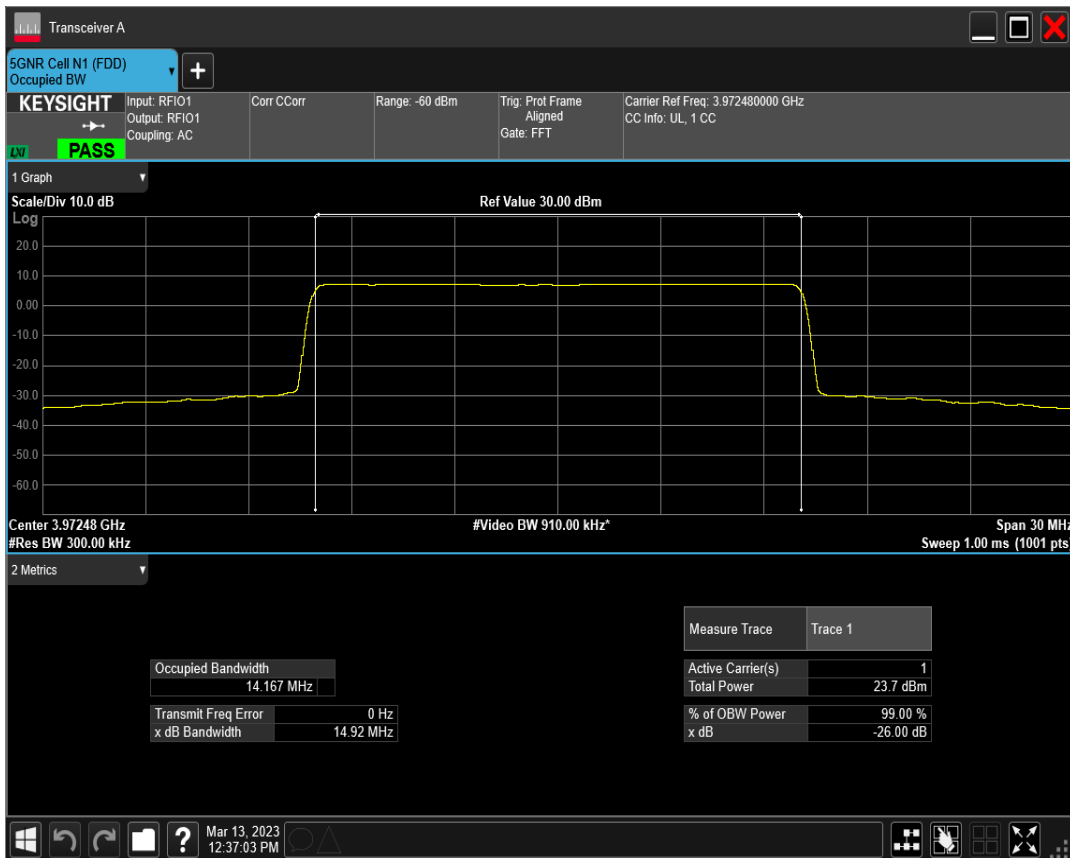 Transceiver A
5GNR Cell N1 (FDD)
Occupied BW
KEYSIGHT
LXI
PASS
Input: RFIO1
Output: RFIO1
Coupling: AC
Corr CCorr
Range: -60 dBm
Trig: Prot Frame
Aligned
Gate: FFT
Carrier Ref Freq: 3.972480000 GHz
CC Info: UL, 1 CC
1 Graph
Scale/Div 10.0 dB
Ref Value 30.00 dBm
Log
20.0
10.0
0.00
-10.0
-20.0
-30.0
-40.0
-50.0
-60.0
Center 3.97248 GHz
#Video BW 910.00 kHz*
Span 30 MHz
#Res BW 300.00 kHz
Sweep 1.00 ms (1001 pts)
2 Metrics
Measure Trace Trace 1
Occupied Bandwidth
14.167 MHz
Active Carrier(s) 1
Total Power 23.7 dBm
Transmit Freq Error 0 Hz
x dB Bandwidth 14.92 MHz
% of OBW Power 99.00 %
x dB -26.00 dB
?
Mar 13, 2023
12:37:03 PM